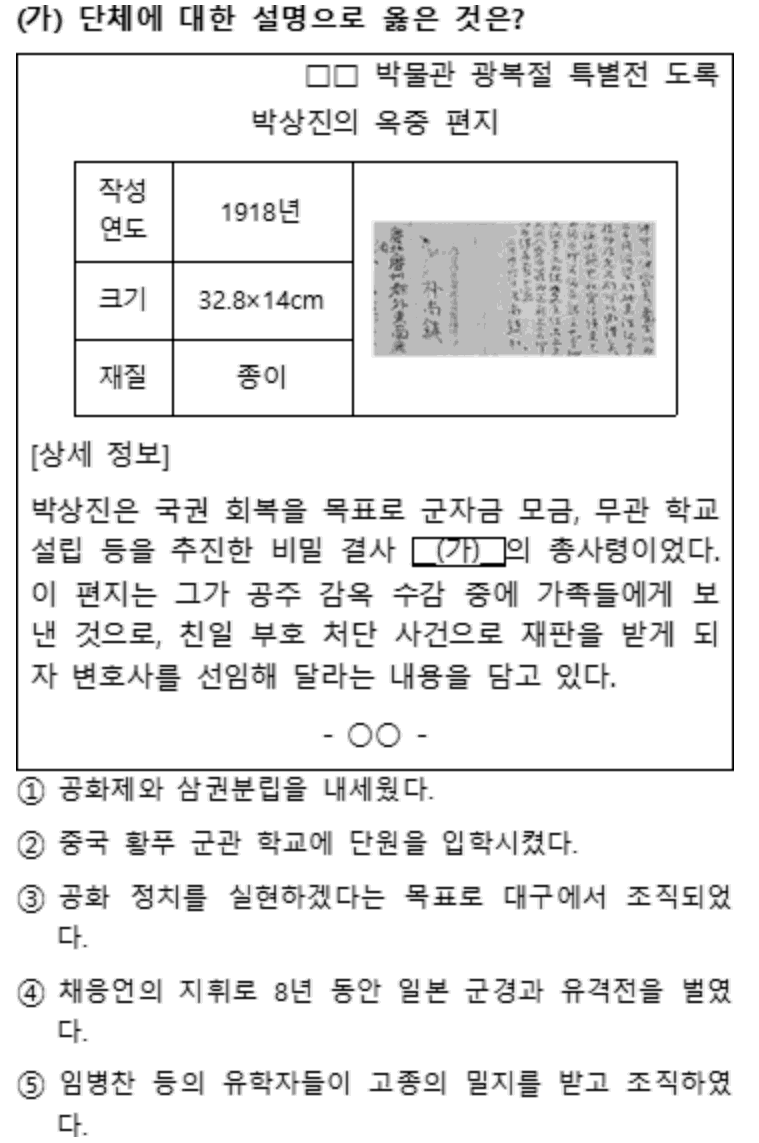 (가) 단체에 대한 설명으로 옳은 것은?
□□ 박물관 광복절 특별전 도록
박상진의 옥중 편지
작성
연도
1918년
크기
32.8×14cm
재질
종이
[상세 정보]
박상진은 국권 회복을 목표로 군자금 모금, 무관 학교
설립 등을 추진한 비밀 결사 (가) 의 총사령이었다.
이 편지는 그가 공주 감옥 수감 중에 가족들에게 보
낸 것으로, 친일 부호 처단 사건으로 재판을 받게 되
자 변호사를 선임해 달라는 내용을 담고 있다.
- ○○ -
① 공화제와 삼권분립을 내세웠다.
② 중국 황푸 군관 학교에 단원을 입학시켰다.
③ 공화 정치를 실현하겠다는 목표로 대구에서 조직되었
다.
④ 채응언의 지휘로 8년 동안 일본 군경과 유격전을 벌였
다.
⑤ 임병찬 등의 유학자들이 고종의 밀지를 받고 조직하였
다.